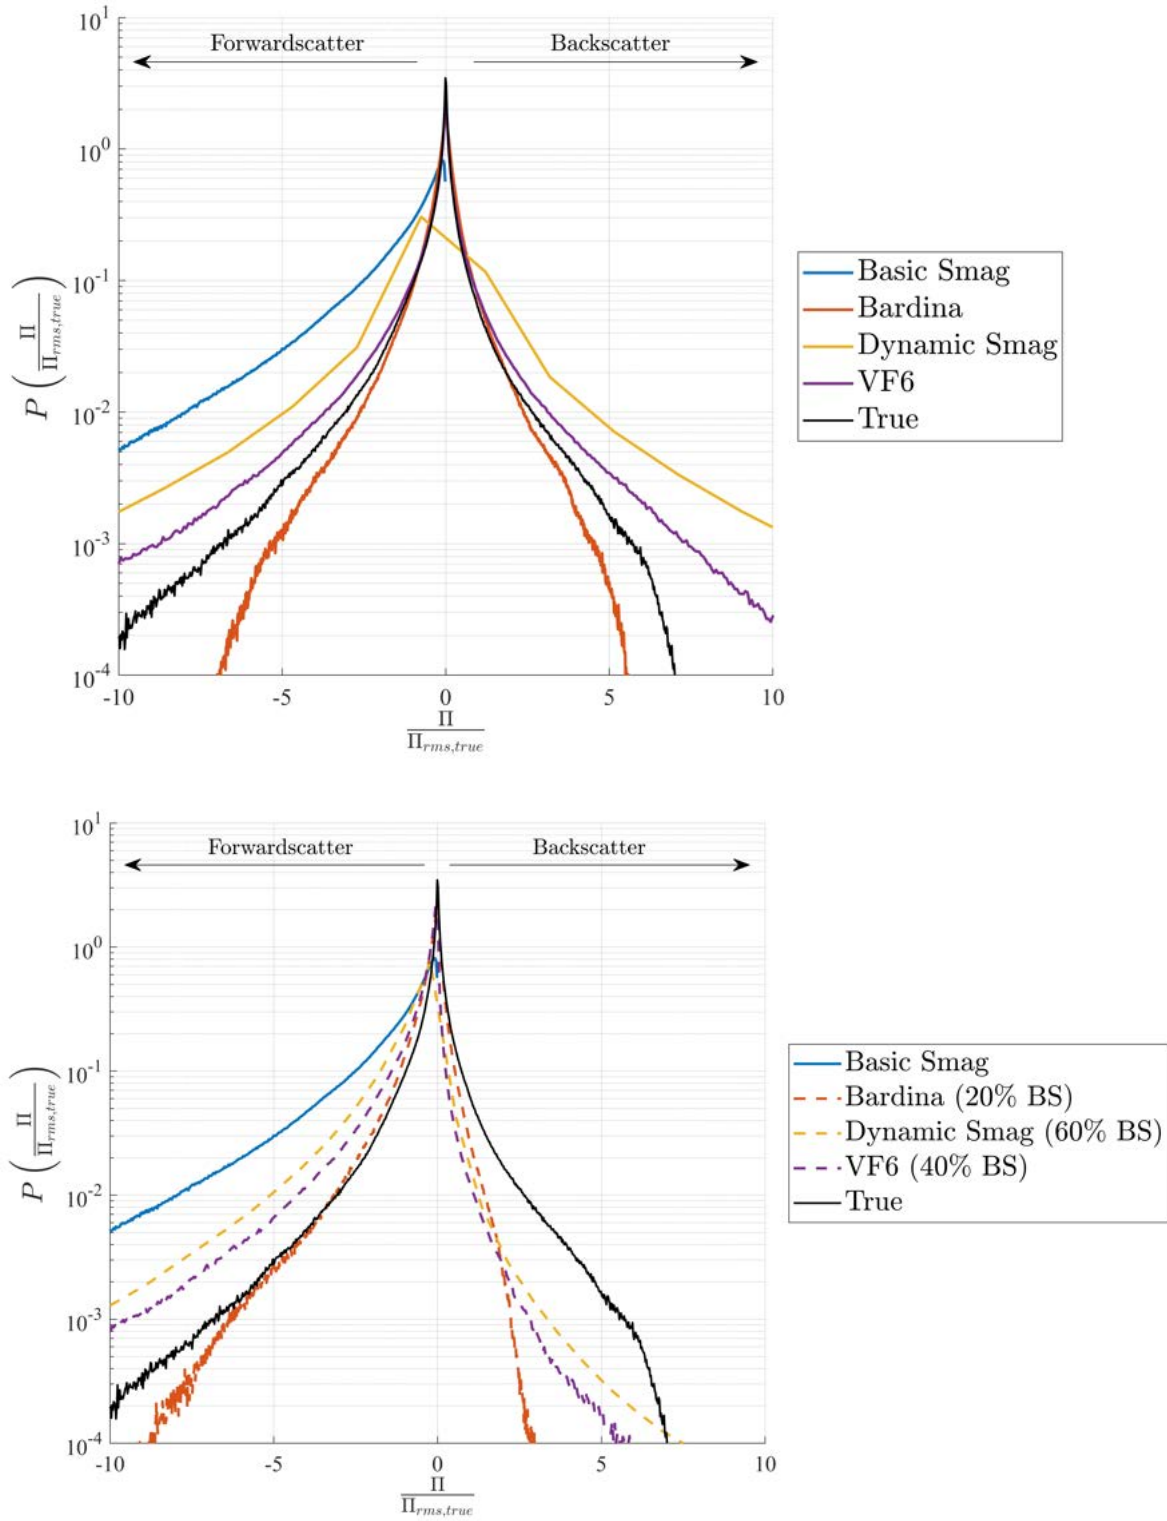 10^1
Forwardscatter Backscatter
10^0
10^-1
10^-2
10^-3
10^-4
P (Π / Π_rms,true)
-10 -5 0 5 10
Π / Π_rms,true
Basic Smag
Bardina
Dynamic Smag
VF6
True
10^1
Forwardscatter Backscatter
10^0
10^-1
10^-2
10^-3
10^-4
P (Π / Π_rms,true)
-10 -5 0 5 10
Π / Π_rms,true
Basic Smag
Bardina (20% BS)
Dynamic Smag (60% BS)
VF6 (40% BS)
True